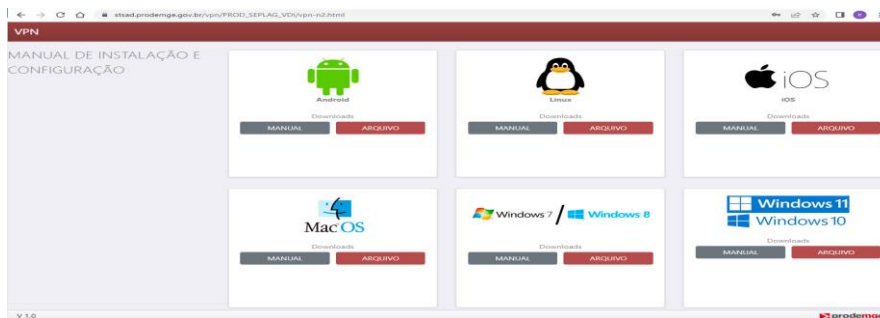 stsad.prodemge.gov.br/vpn/PROD_SEPLAG_VDI/vpn-n2.html
VPN
MANUAL DE INSTALAÇÃO E
CONFIGURAÇÃO
Android
Downloads
MANUAL ARQUIVO
Linux
Downloads
MANUAL ARQUIVO
iOS
iOS
Downloads
MANUAL ARQUIVO
Mac OS
Downloads
MANUAL ARQUIVO
Windows 7 / Windows 8
Downloads
MANUAL ARQUIVO
Windows 11
Windows 10
Downloads
MANUAL ARQUIVO
V 1.0
prodemge